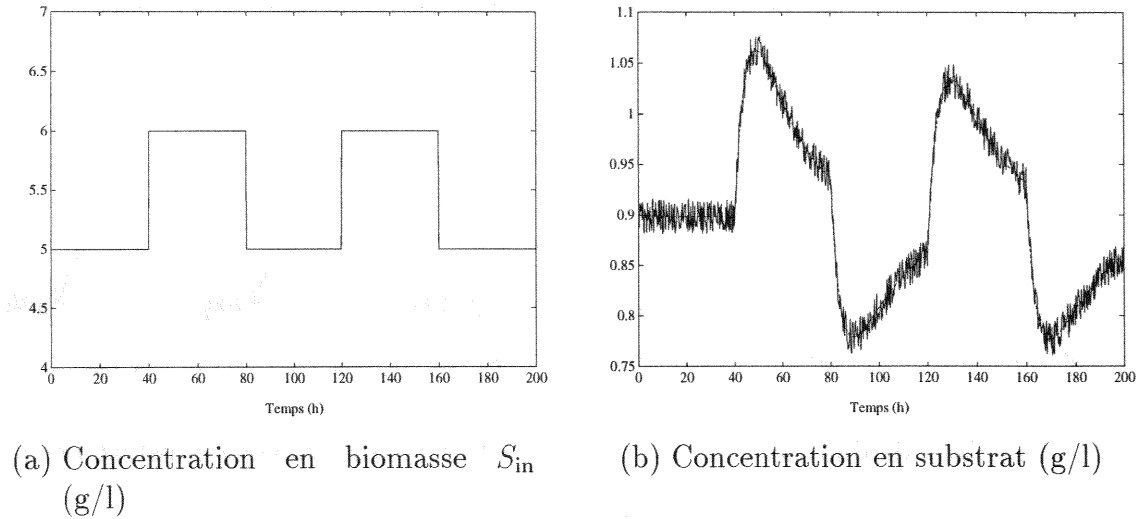 7
6.5
6
5.5
5
4.5
4
0 20 40 60 80 100 120 140 160 180 200
Temps (h)
(a) Concentration en biomasse S_in
(g/l)
1.1
1.05
1
0.95
0.9
0.85
0.8
0.75
0 20 40 60 80 100 120 140 160 180 200
Temps (h)
(b) Concentration en substrat (g/l)